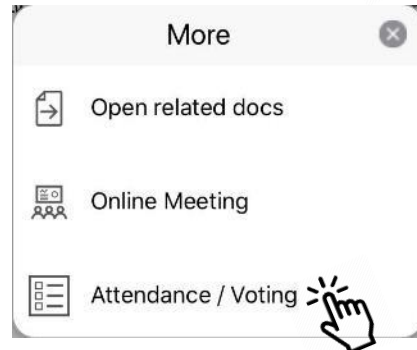 More
Open related docs
Online Meeting
Attendance / Voting